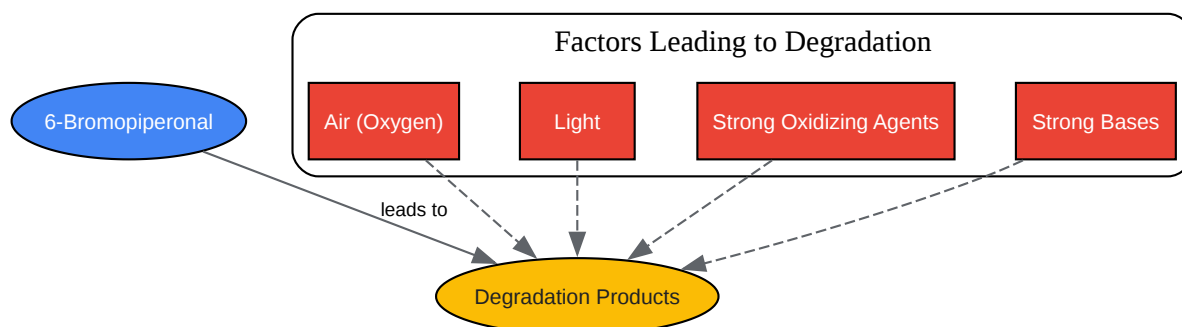 Factors Leading to Degradation
6-Bromopiperonal
Air (Oxygen)
Light
Strong Oxidizing Agents
Strong Bases
leads to
Degradation Products